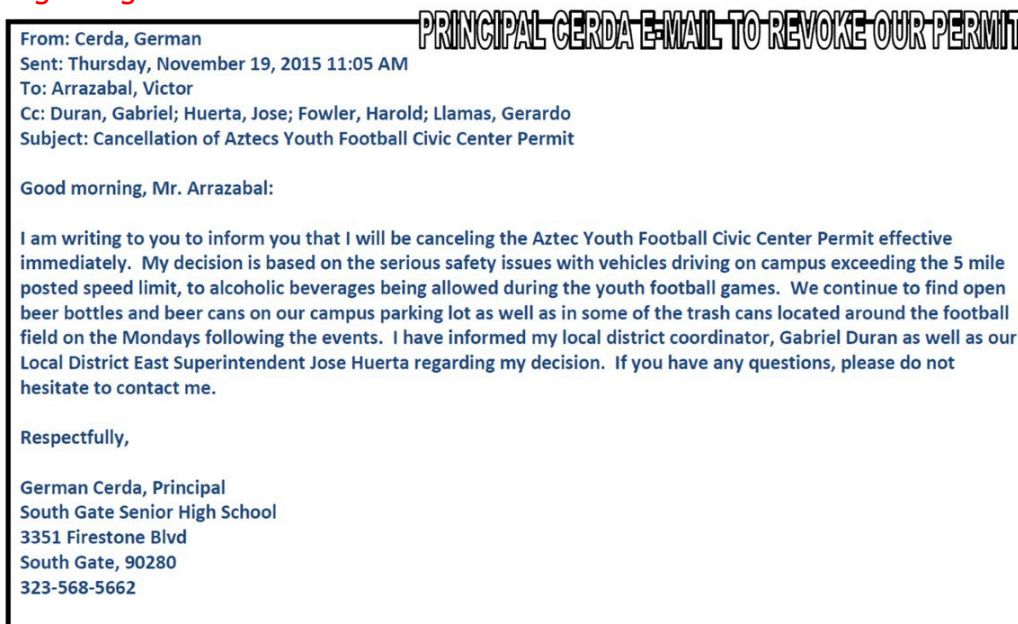 PRINCIPAL CERDA E-MAIL TO REVOKE OUR PERMIT
From: Cerda, German
Sent: Thursday, November 19, 2015 11:05 AM
To: Arrazabal, Victor
Cc: Duran, Gabriel; Huerta, Jose; Fowler, Harold; Llamas, Gerardo
Subject: Cancellation of Aztecs Youth Football Civic Center Permit
Good morning, Mr. Arrazabal:
I am writing to you to inform you that I will be canceling the Aztec Youth Football Civic Center Permit effective
immediately.  My decision is based on the serious safety issues with vehicles driving on campus exceeding the 5 mile
posted speed limit, to alcoholic beverages being allowed during the youth football games.  We continue to find open
beer bottles and beer cans on our campus parking lot as well as in some of the trash cans located around the football
field on the Mondays following the events.  I have informed my local district coordinator, Gabriel Duran as well as our
Local District East Superintendent Jose Huerta regarding my decision.  If you have any questions, please do not
hesitate to contact me.
Respectfully,
German Cerda, Principal
South Gate Senior High School
3351 Firestone Blvd
South Gate, 90280
323-568-5662